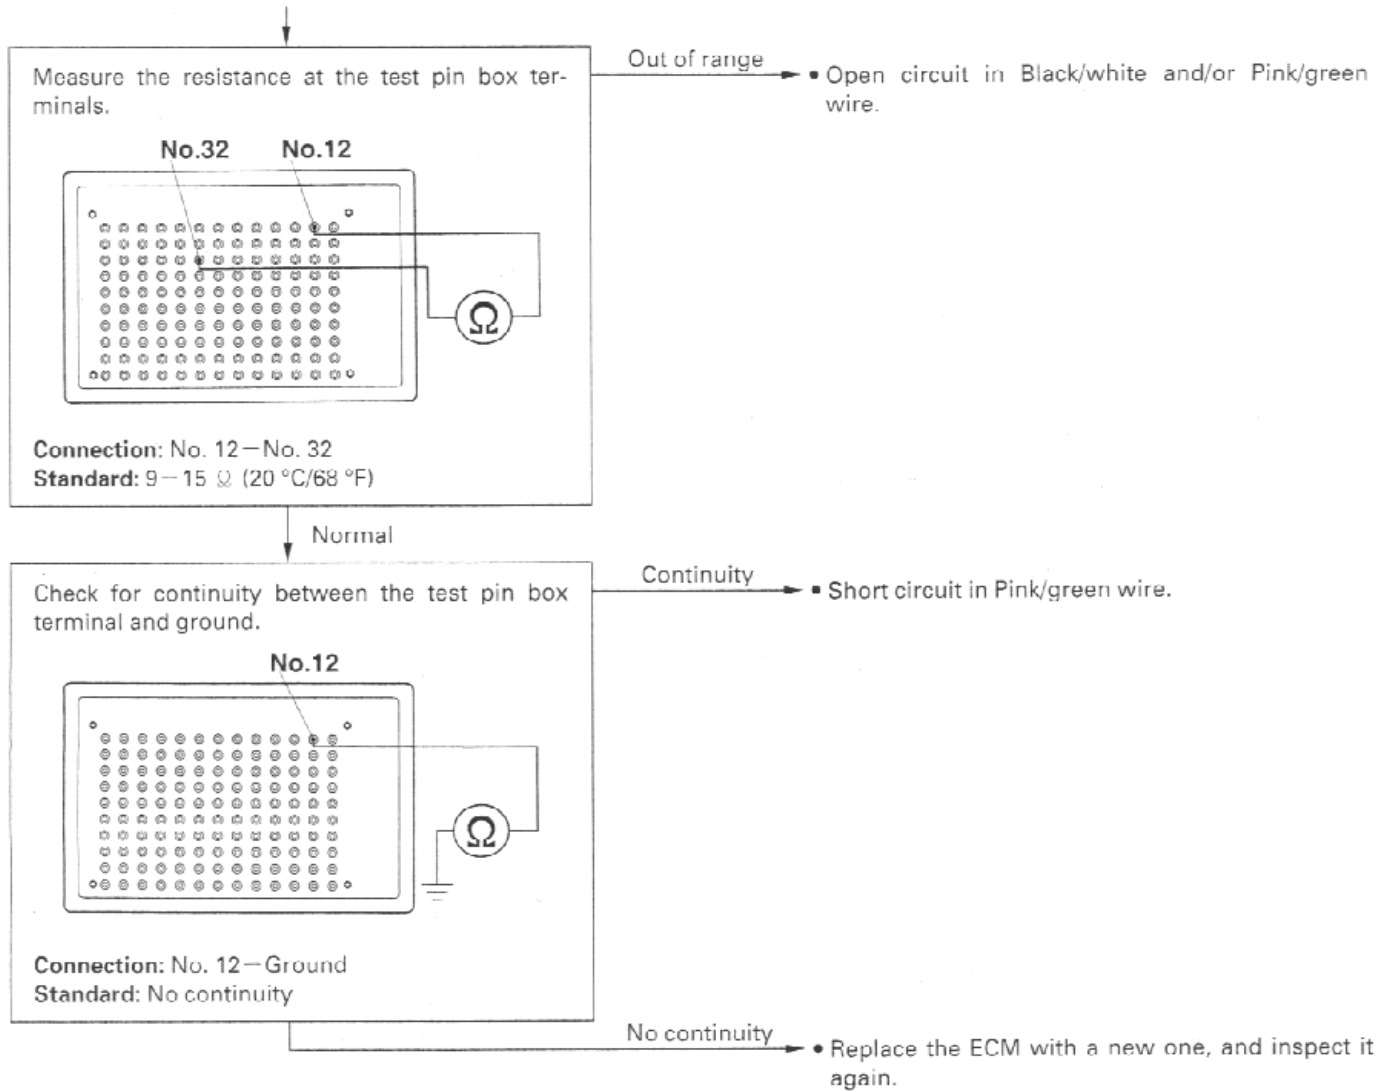 Measure the resistance at the test pin box ter-
minals.
Out of range
• Open circuit in Black/white and/or Pink/green
wire.
No.32 No.12
Ω
Connection: No. 12—No. 32
Standard: 9—15 Ω (20 °C/68 °F)
Normal
Check for continuity between the test pin box
terminal and ground.
Continuity
• Short circuit in Pink/green wire.
No.12
Ω
Connection: No. 12—Ground
Standard: No continuity
No continuity
• Replace the ECM with a new one, and inspect it
again.